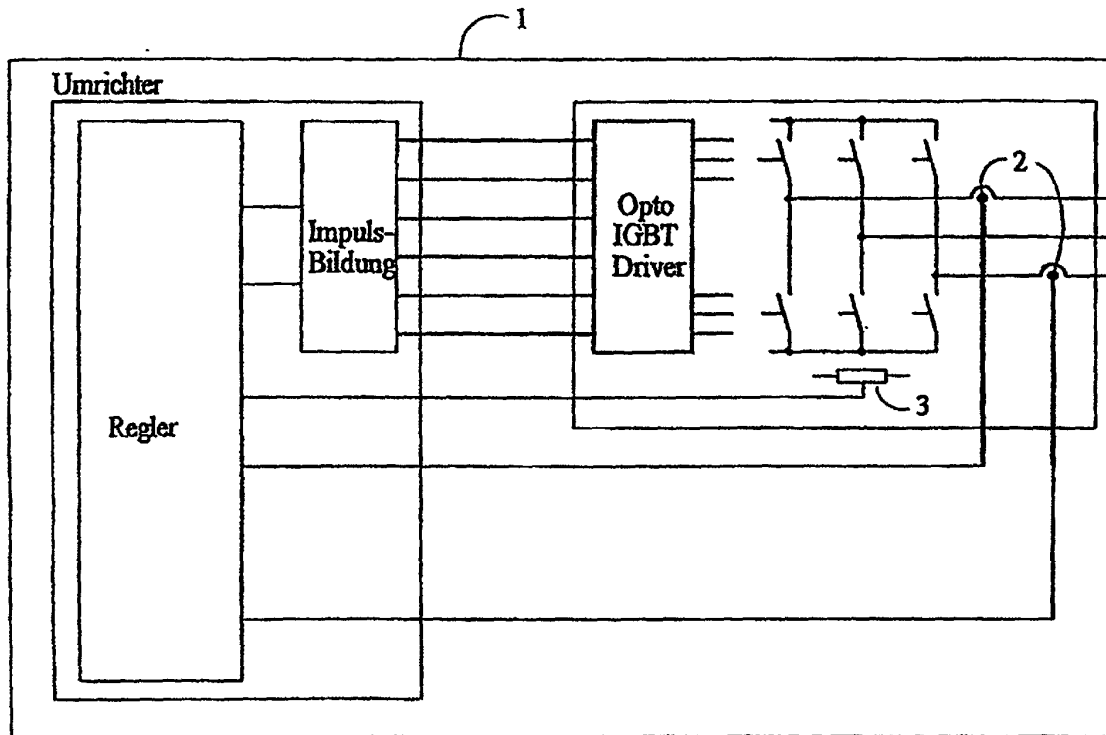 1
Umrichter
2
Impuls-
Bildung
Opto
IGBT
Driver
3
Regler